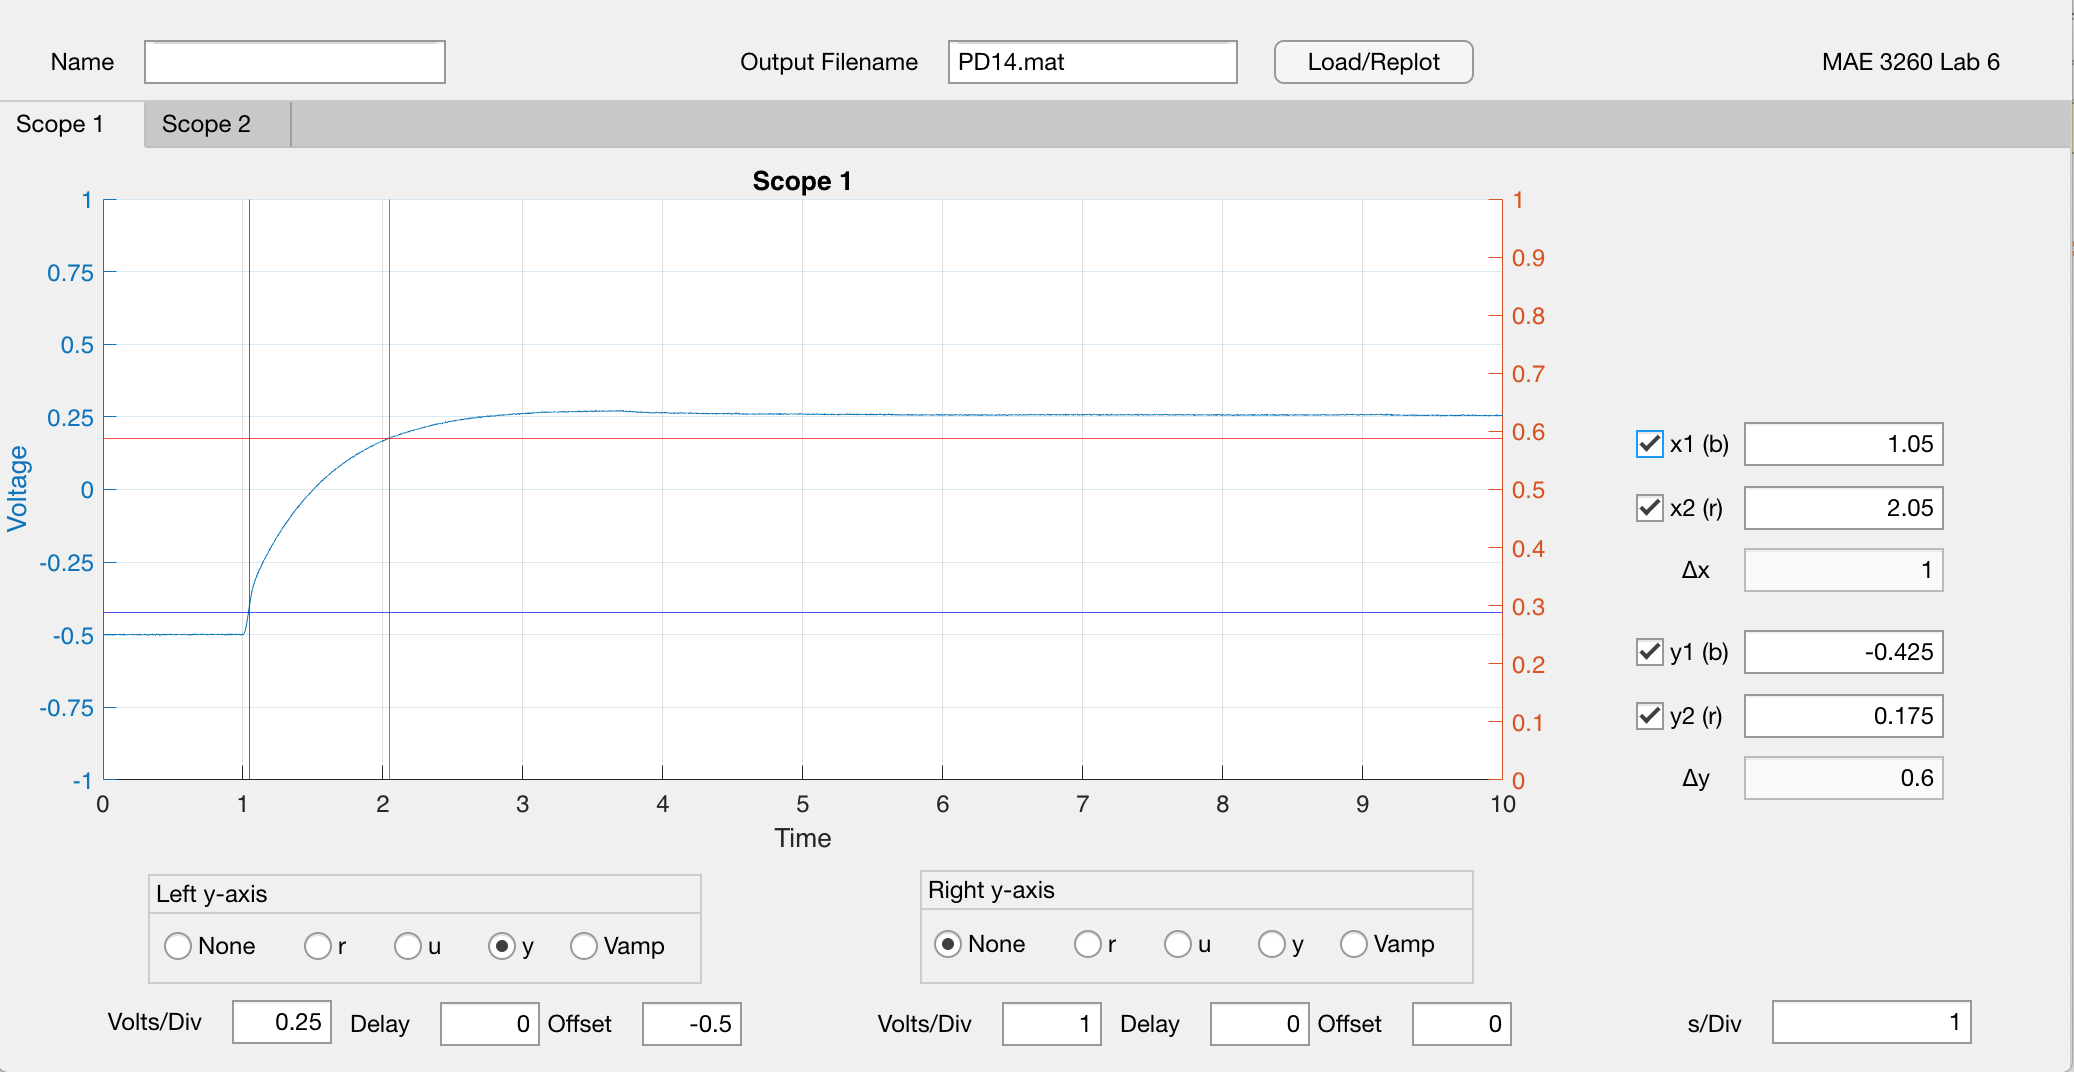 Name
Output Filename PD14.mat Load/Replot MAE 3260 Lab 6
Scope 1 Scope 2
Scope 1
1 1
0.9
0.75
0.8
0.5
0.7
0.25
0.6
0 0.5
-0.25
0.4
0.3
-0.5
0.2
-0.75
0.1
-1 0
Voltage
0 1 2 3 4 5 6 7 8 9 10
Time
x1 (b) 1.05
x2 (r) 2.05
Δx 1
y1 (b) -0.425
y2 (r) 0.175
Δy 0.6
Left y-axis
None r u y Vamp
Volts/Div 0.25 Delay 0 Offset -0.5
Right y-axis
None r u y Vamp
Volts/Div 1 Delay 0 Offset 0
s/Div 1